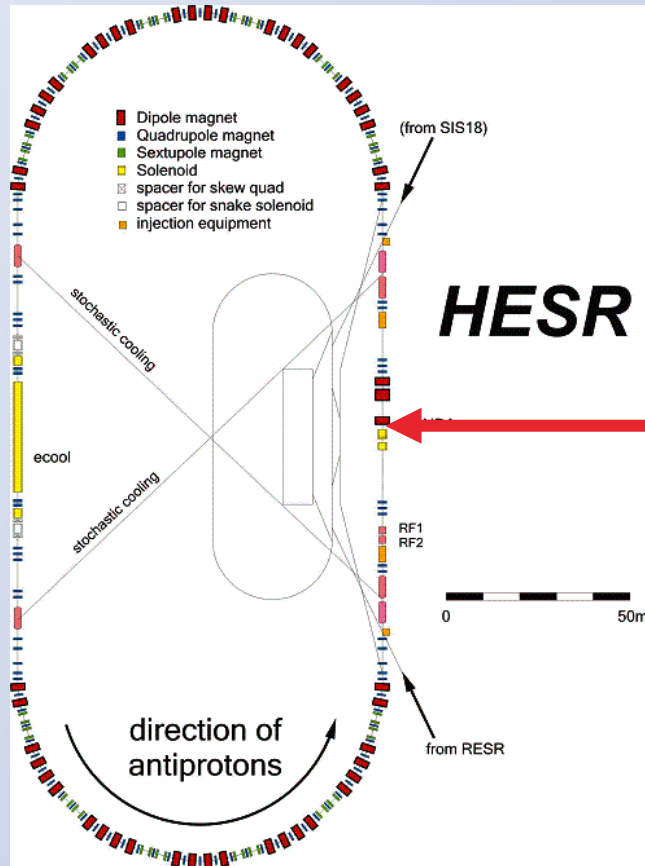 (from SIS18)
Dipole magnet
Quadrupole magnet
Sextupole magnet
Solenoid
spacer for skew quad
spacer for snake solenoid
injection equipment
HESR
stochastic cooling
ecool
stochastic cooling
RF1
RF2
0 50m
direction of
antiprotons
from RESR